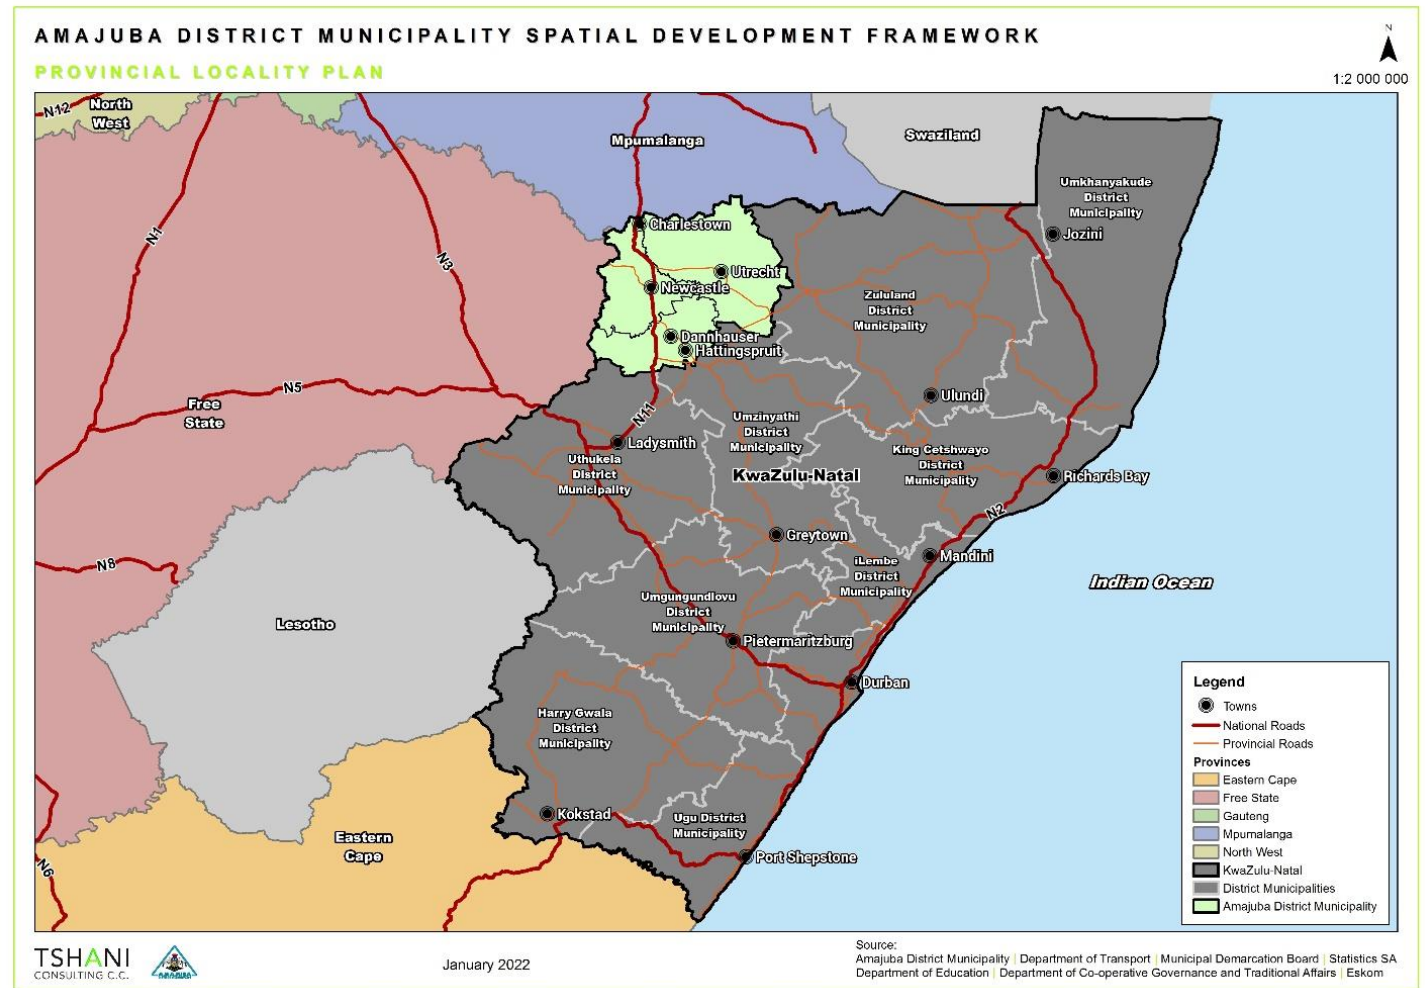 AMAJUBA DISTRICT MUNICIPALITY SPATIAL DEVELOPMENT FRAMEWORK
PROVINCIAL LOCALITY PLAN
N
1:2 000 000
N12
North
West
Mpumalanga
Swaziland
Umkhanyakude
District
Municipality
Jozini
Charlestown
N1
N3
Utrecht
Newcastle
Zululand
District
Municipality
Dannhauser
Hattingspruit
N5
Free
State
N11
Ulundi
Umzinyathi
District
Municipality
Ladysmith
Uthukela
District
Municipality
King Cetshwayo
District
Municipality
KwaZulu-Natal
Richards Bay
N2
Greytown
Mandini
N8
iLembe
District
Municipality
Indian Ocean
Umgungundlovu
District
Municipality
Lesotho
Pietermaritzburg
Durban
Harry Gwala
District
Municipality
Kokstad
Ugu District
Municipality
Eastern
Cape
Port Shepstone
N6
Legend
Towns
National Roads
Provincial Roads
Provinces
Eastern Cape
Free State
Gauteng
Mpumalanga
North West
KwaZulu-Natal
District Municipalities
Amajuba District Municipality
TSHANI
CONSULTING C.C.
AMAJUBA
January 2022
Source:
Amajuba District Municipality | Department of Transport | Municipal Demarcation Board | Statistics SA
Department of Education | Department of Co-operative Governance and Traditional Affairs | Eskom